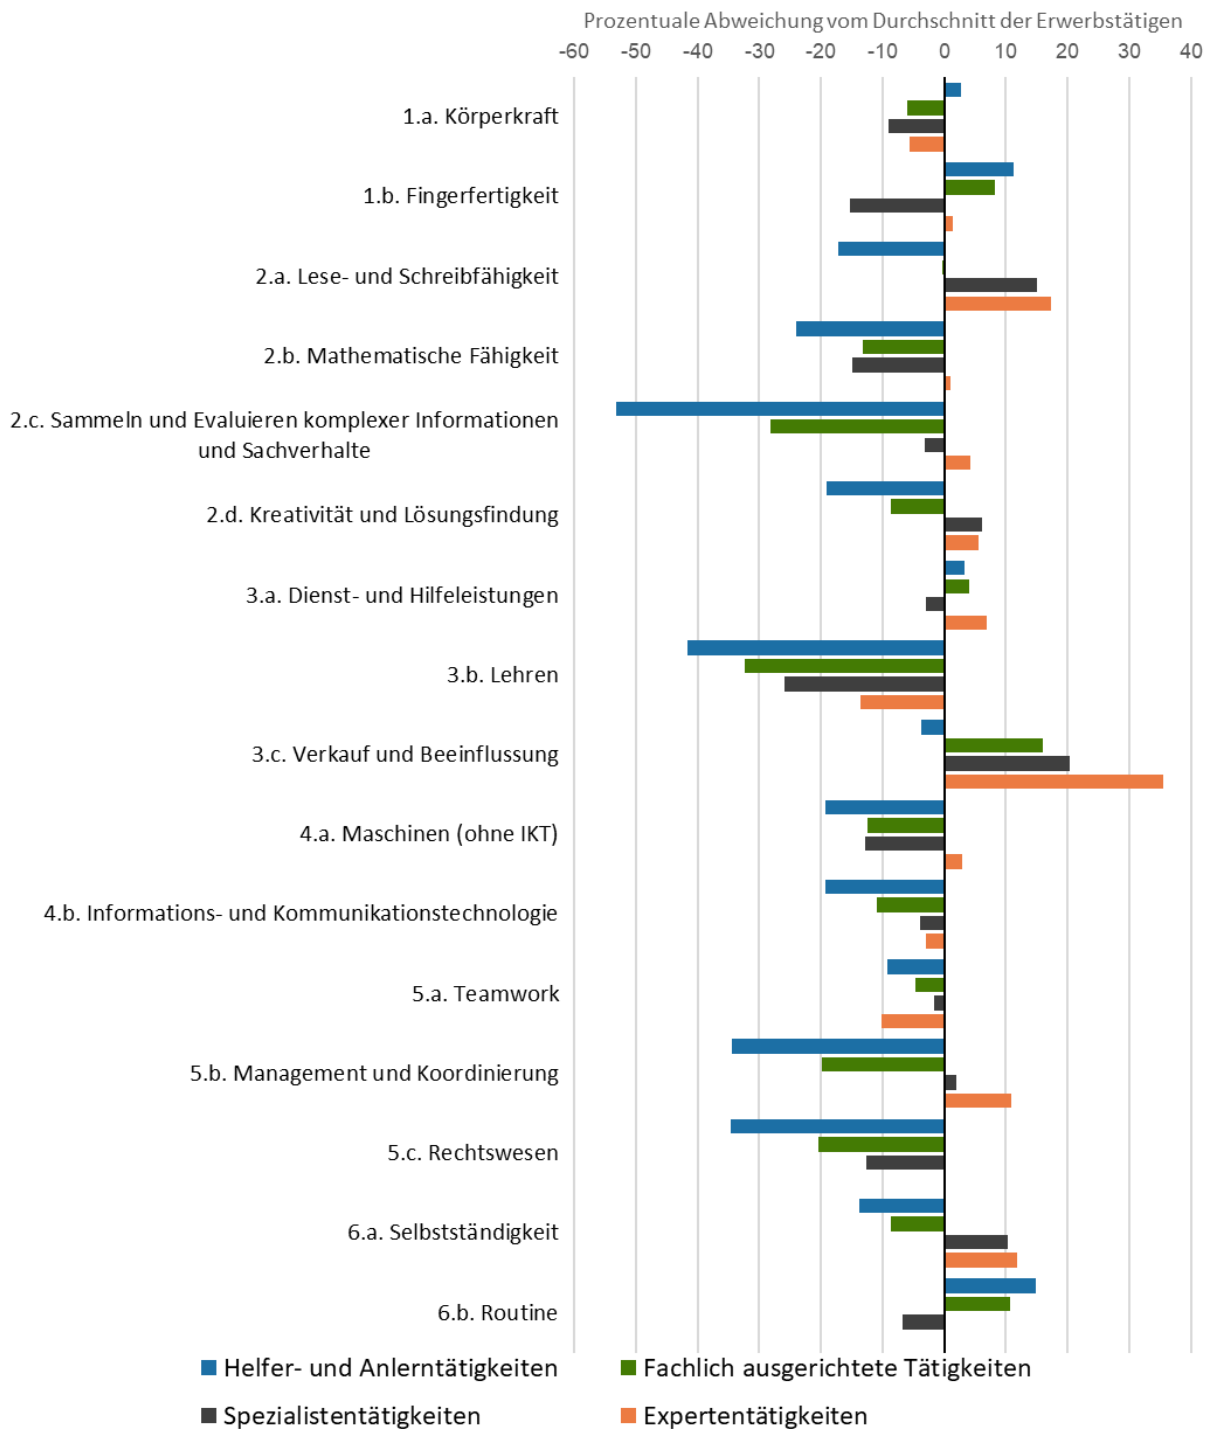 Prozentuale Abweichung vom Durchschnitt der Erwerbstätigen
-60 -50 -40 -30 -20 -10 0 10 20 30 40
1.a. Körperkraft
1.b. Fingerfertigkeit
2.a. Lese- und Schreibfähigkeit
2.b. Mathematische Fähigkeit
2.c. Sammeln und Evaluieren komplexer Informationen
und Sachverhalte
2.d. Kreativität und Lösungsfindung
3.a. Dienst- und Hilfeleistungen
3.b. Lehren
3.c. Verkauf und Beeinflussung
4.a. Maschinen (ohne IKT)
4.b. Informations- und Kommunikationstechnologie
5.a. Teamwork
5.b. Management und Koordinierung
5.c. Rechtswesen
6.a. Selbstständigkeit
6.b. Routine
Helfer- und Anlerntätigkeiten
Fachlich ausgerichtete Tätigkeiten
Spezialistentätigkeiten
Expertentätigkeiten